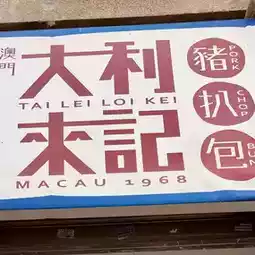 澳門
大利
TAI LEI LOI KEI
來記
MACAU 1968
豬 PORK
扒 CHOP
包 BUN